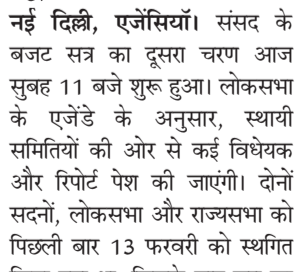 नई दिल्ली, एजेंसियॉ। संसद के
बजट सत्र का दूसरा चरण आज
सुबह 11 बजे शुरू हुआ। लोकसभा
के एजेंडे के अनुसार, स्थायी
समितियों की ओर से कई विधेयक
और रिपोर्ट पेश की जाएंगी। दोनों
सदनों, लोकसभा और राज्यसभा को
पिछली बार 13 फरवरी को स्थगित